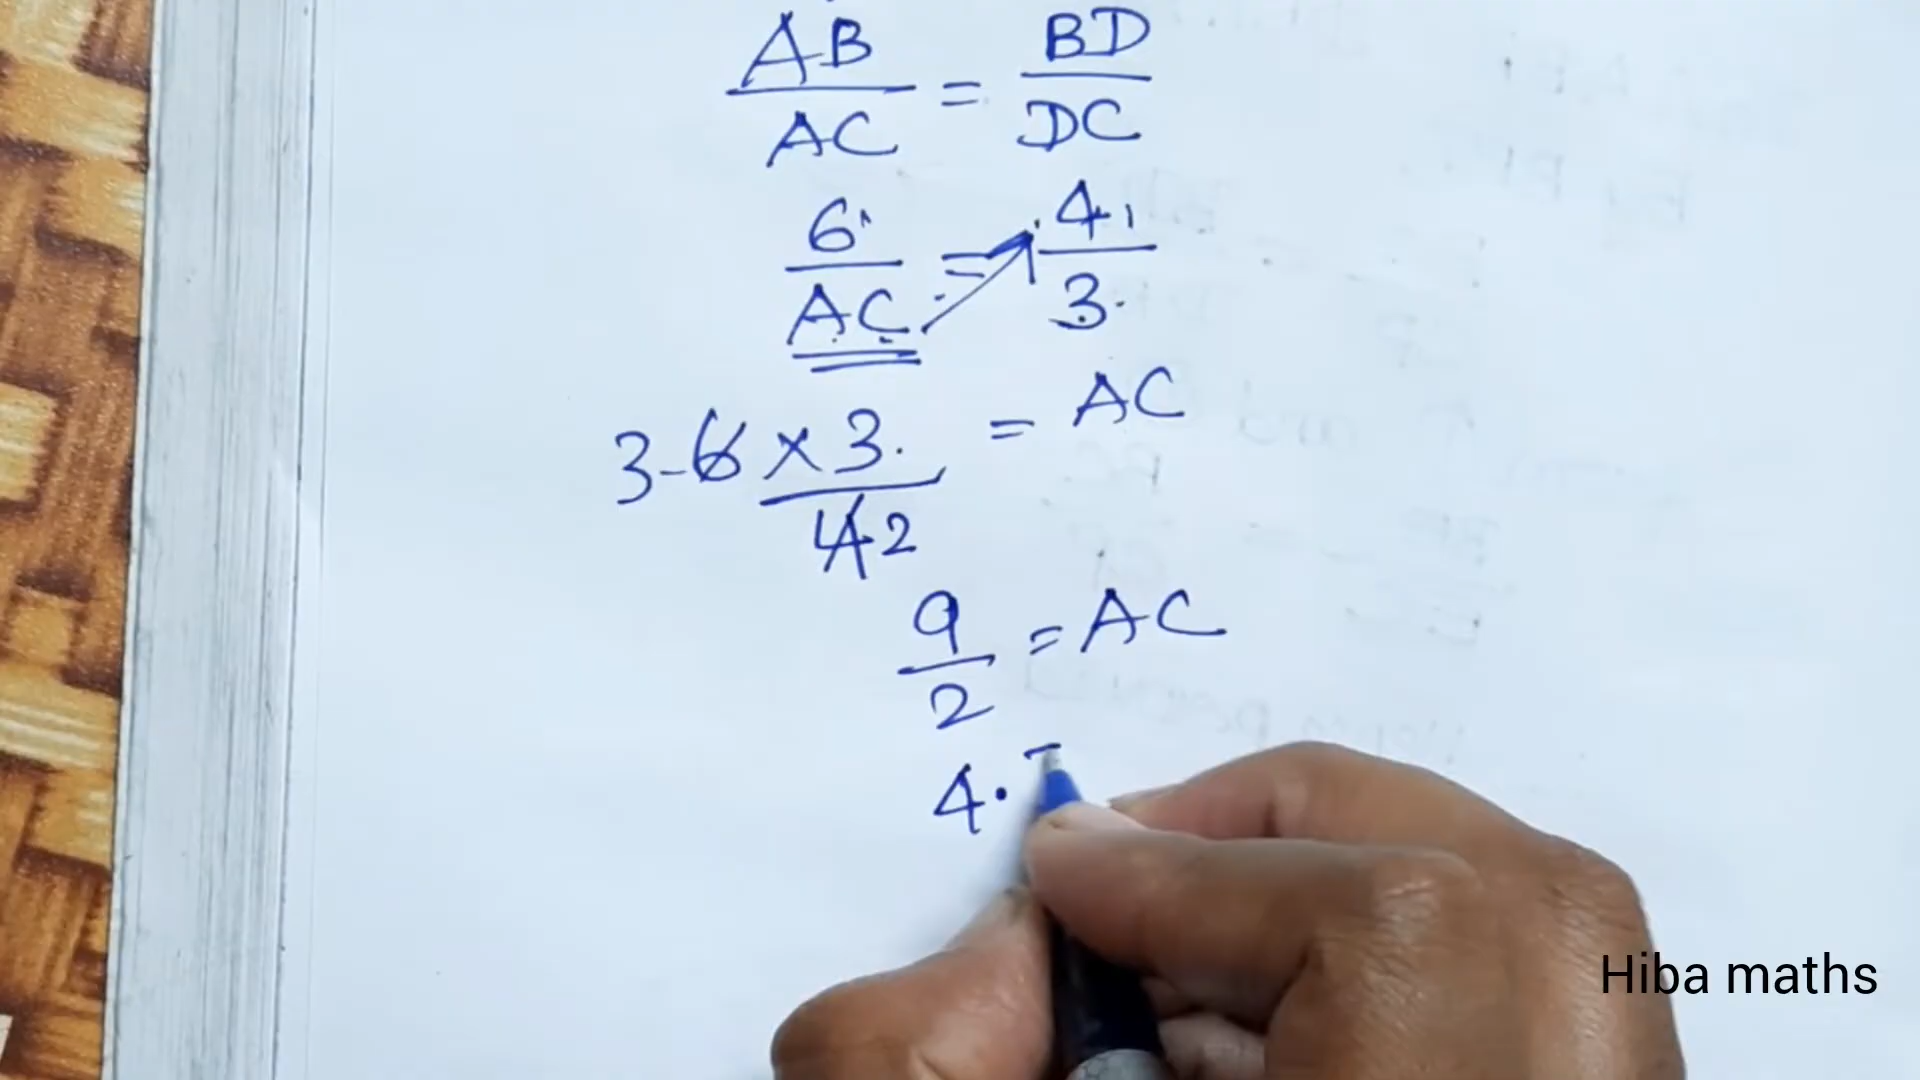 AB/AC = BD/DC
6/AC = 4/3
3 6 × 3/4 2 = AC
9/2 = AC
4.
Hiba maths